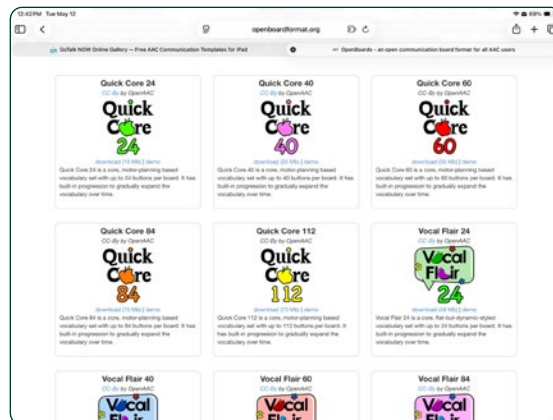 12:43 PM Tue May 12
89%
openboardformat.org
GoTalk NOW Online Gallery — Free AAC Communication Templates for iPad
OpenBoards - an open communication board format for all AAC users
Quick Core 24
CC-By by OpenAAC
Quick
Core
24
download (15 Mb) | demo
Quick Core 24 is a core, motor-planning based
vocabulary set with up to 24 buttons per board. It has
built-in progression to gradually expand the
vocabulary over time.
Quick Core 40
CC-By by OpenAAC
Quick
Core
40
download (20 Mb) | demo
Quick Core 40 is a core, motor-planning based
vocabulary set with up to 40 buttons per board. It has
built-in progression to gradually expand the
vocabulary over time.
Quick Core 60
CC-By by OpenAAC
Quick
Core
60
demo
Quick Core 60 is a core, motor-planning based
vocabulary set with up to 60 buttons per board. It has
built-in progression to gradually expand the
vocabulary over time.
Quick Core 84
CC-By by OpenAAC
Quick
Core
84
download (70 Mb) | demo
Quick Core 84 is a core, motor-planning based
vocabulary set with up to 84 buttons per board. It has
built-in progression to gradually expand the
vocabulary over time.
Quick Core 112
CC-By by OpenAAC
Quick
Core
112
download (70 Mb) | demo
Quick Core 112 is a core, motor-planning based
vocabulary set with up to 112 buttons per board. It
has built-in progression to gradually expand the
vocabulary over time.
Vocal Flair 24
CC-By by OpenAAC
Vocal
Flair
24
download (48 Mb) | demo
Vocal Flair 24 is a core, flat-but-dynamic-styled
vocabulary set with up to 24 buttons per board. It has
built-in progression to gradually expand the
vocabulary over time.
Vocal Flair 40
CC-By by OpenAAC
Vocal
Flair
Vocal Flair 60
CC-By by OpenAAC
Vocal
Flair
Vocal Flair 84
CC-By by OpenAAC
Vocal
Flair